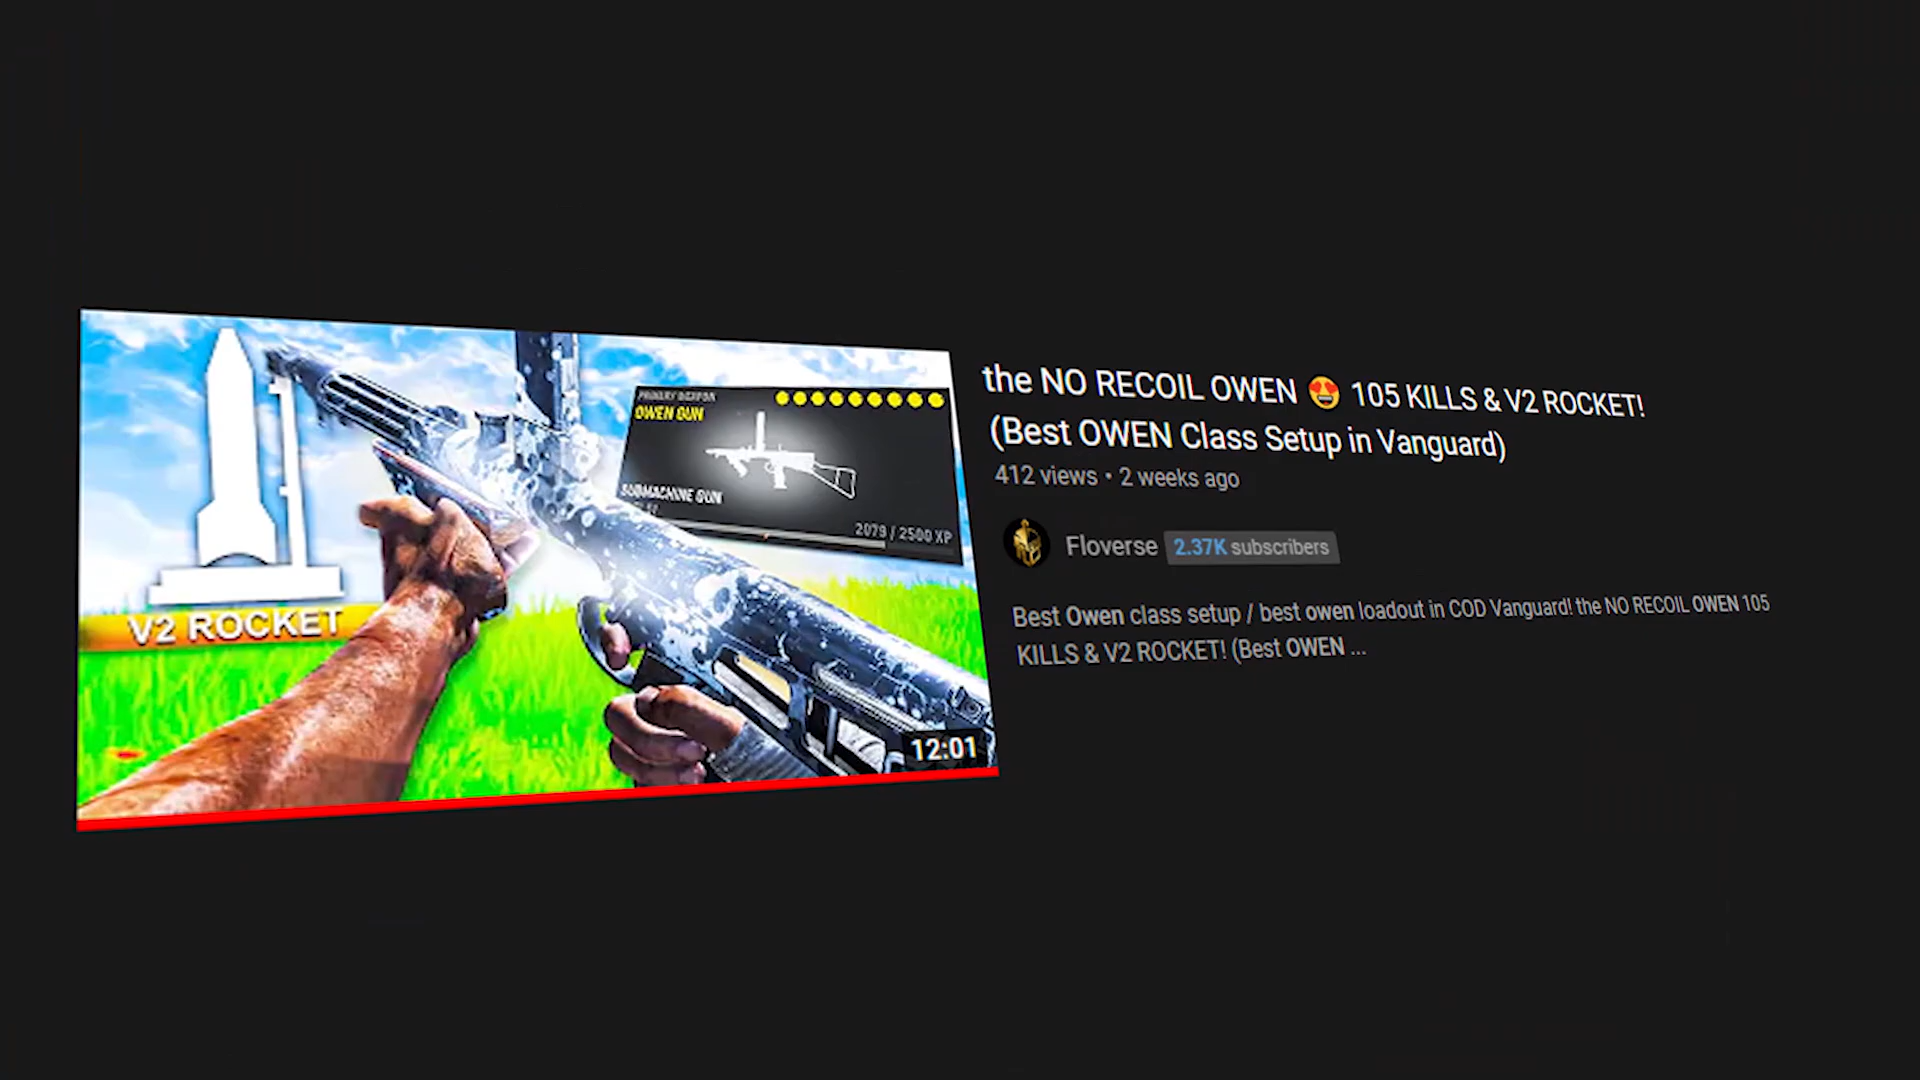 V2 ROCKET
PRIMARY WEAPON
OWEN GUN
SUBMACHINE GUN
2079 / 2500 XP
12:01
the NO RECOIL OWEN 😍 105 KILLS & V2 ROCKET!
(Best OWEN Class Setup in Vanguard)
412 views • 2 weeks ago
Floverse 2.37K subscribers
Best Owen class setup / best owen loadout in COD Vanguard! the NO RECOIL OWEN 105
KILLS & V2 ROCKET! (Best OWEN ...